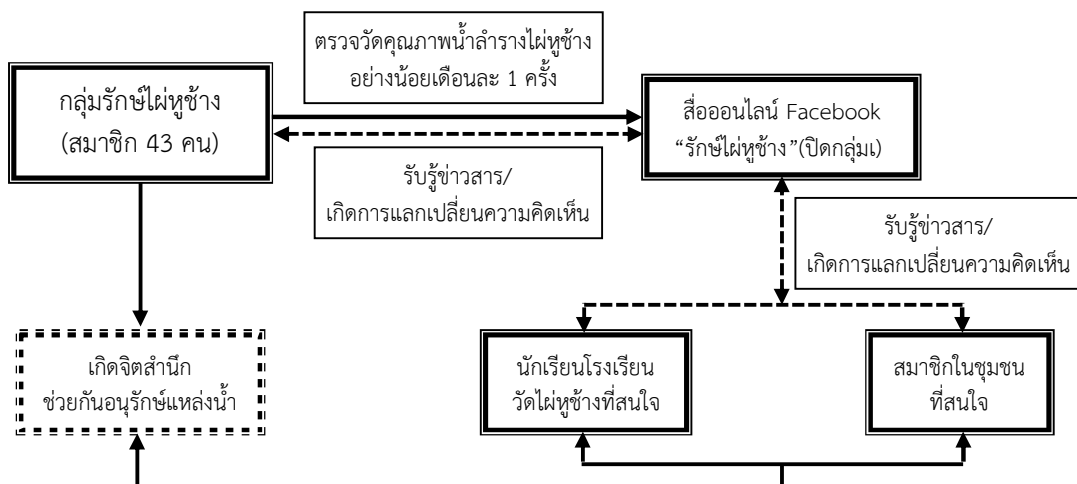 ตรวจวัดคุณภาพน้ำลำรางไผ่หูช้าง
อย่างน้อยเดือนละ 1 ครั้ง
กลุ่มรักษ์ไผ่หูช้าง
(สมาชิก 43 คน)
สื่อออนไลน์ Facebook
“รักษ์ไผ่หูช้าง”(ปิดกลุ่มเ)
รับรู้ข่าวสาร/
เกิดการแลกเปลี่ยนความคิดเห็น
รับรู้ข่าวสาร/
เกิดการแลกเปลี่ยนความคิดเห็น
เกิดจิตสำนึก
ช่วยกันอนุรักษ์แหล่งน้ำ
นักเรียนโรงเรียน
วัดไผ่หูช้างที่สนใจ
สมาชิกในชุมชน
ที่สนใจ